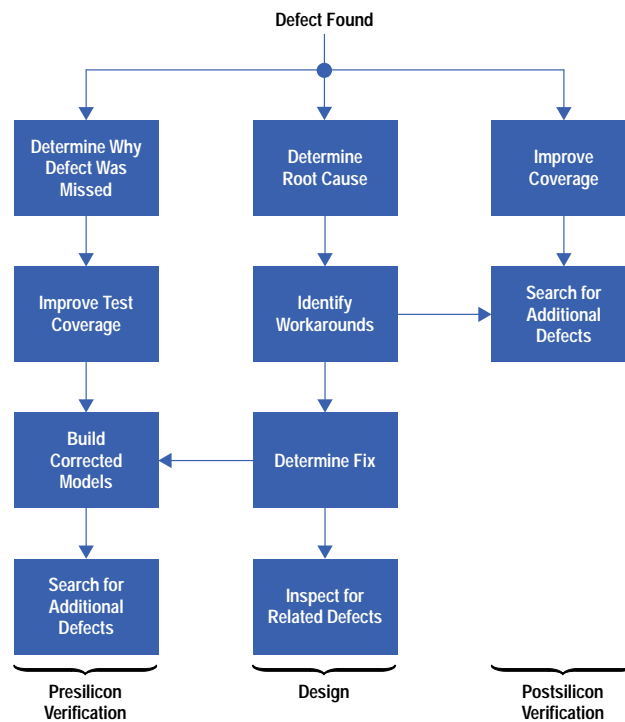 Defect Found
Determine Why
Defect Was
Missed
Determine
Root Cause
Improve
Coverage
Improve Test
Coverage
Identify
Workarounds
Search for
Additional
Defects
Build
Corrected
Models
Determine Fix
Search for
Additional
Defects
Inspect for
Related Defects
Presilicon
Verification
Design
Postsilicon
Verification